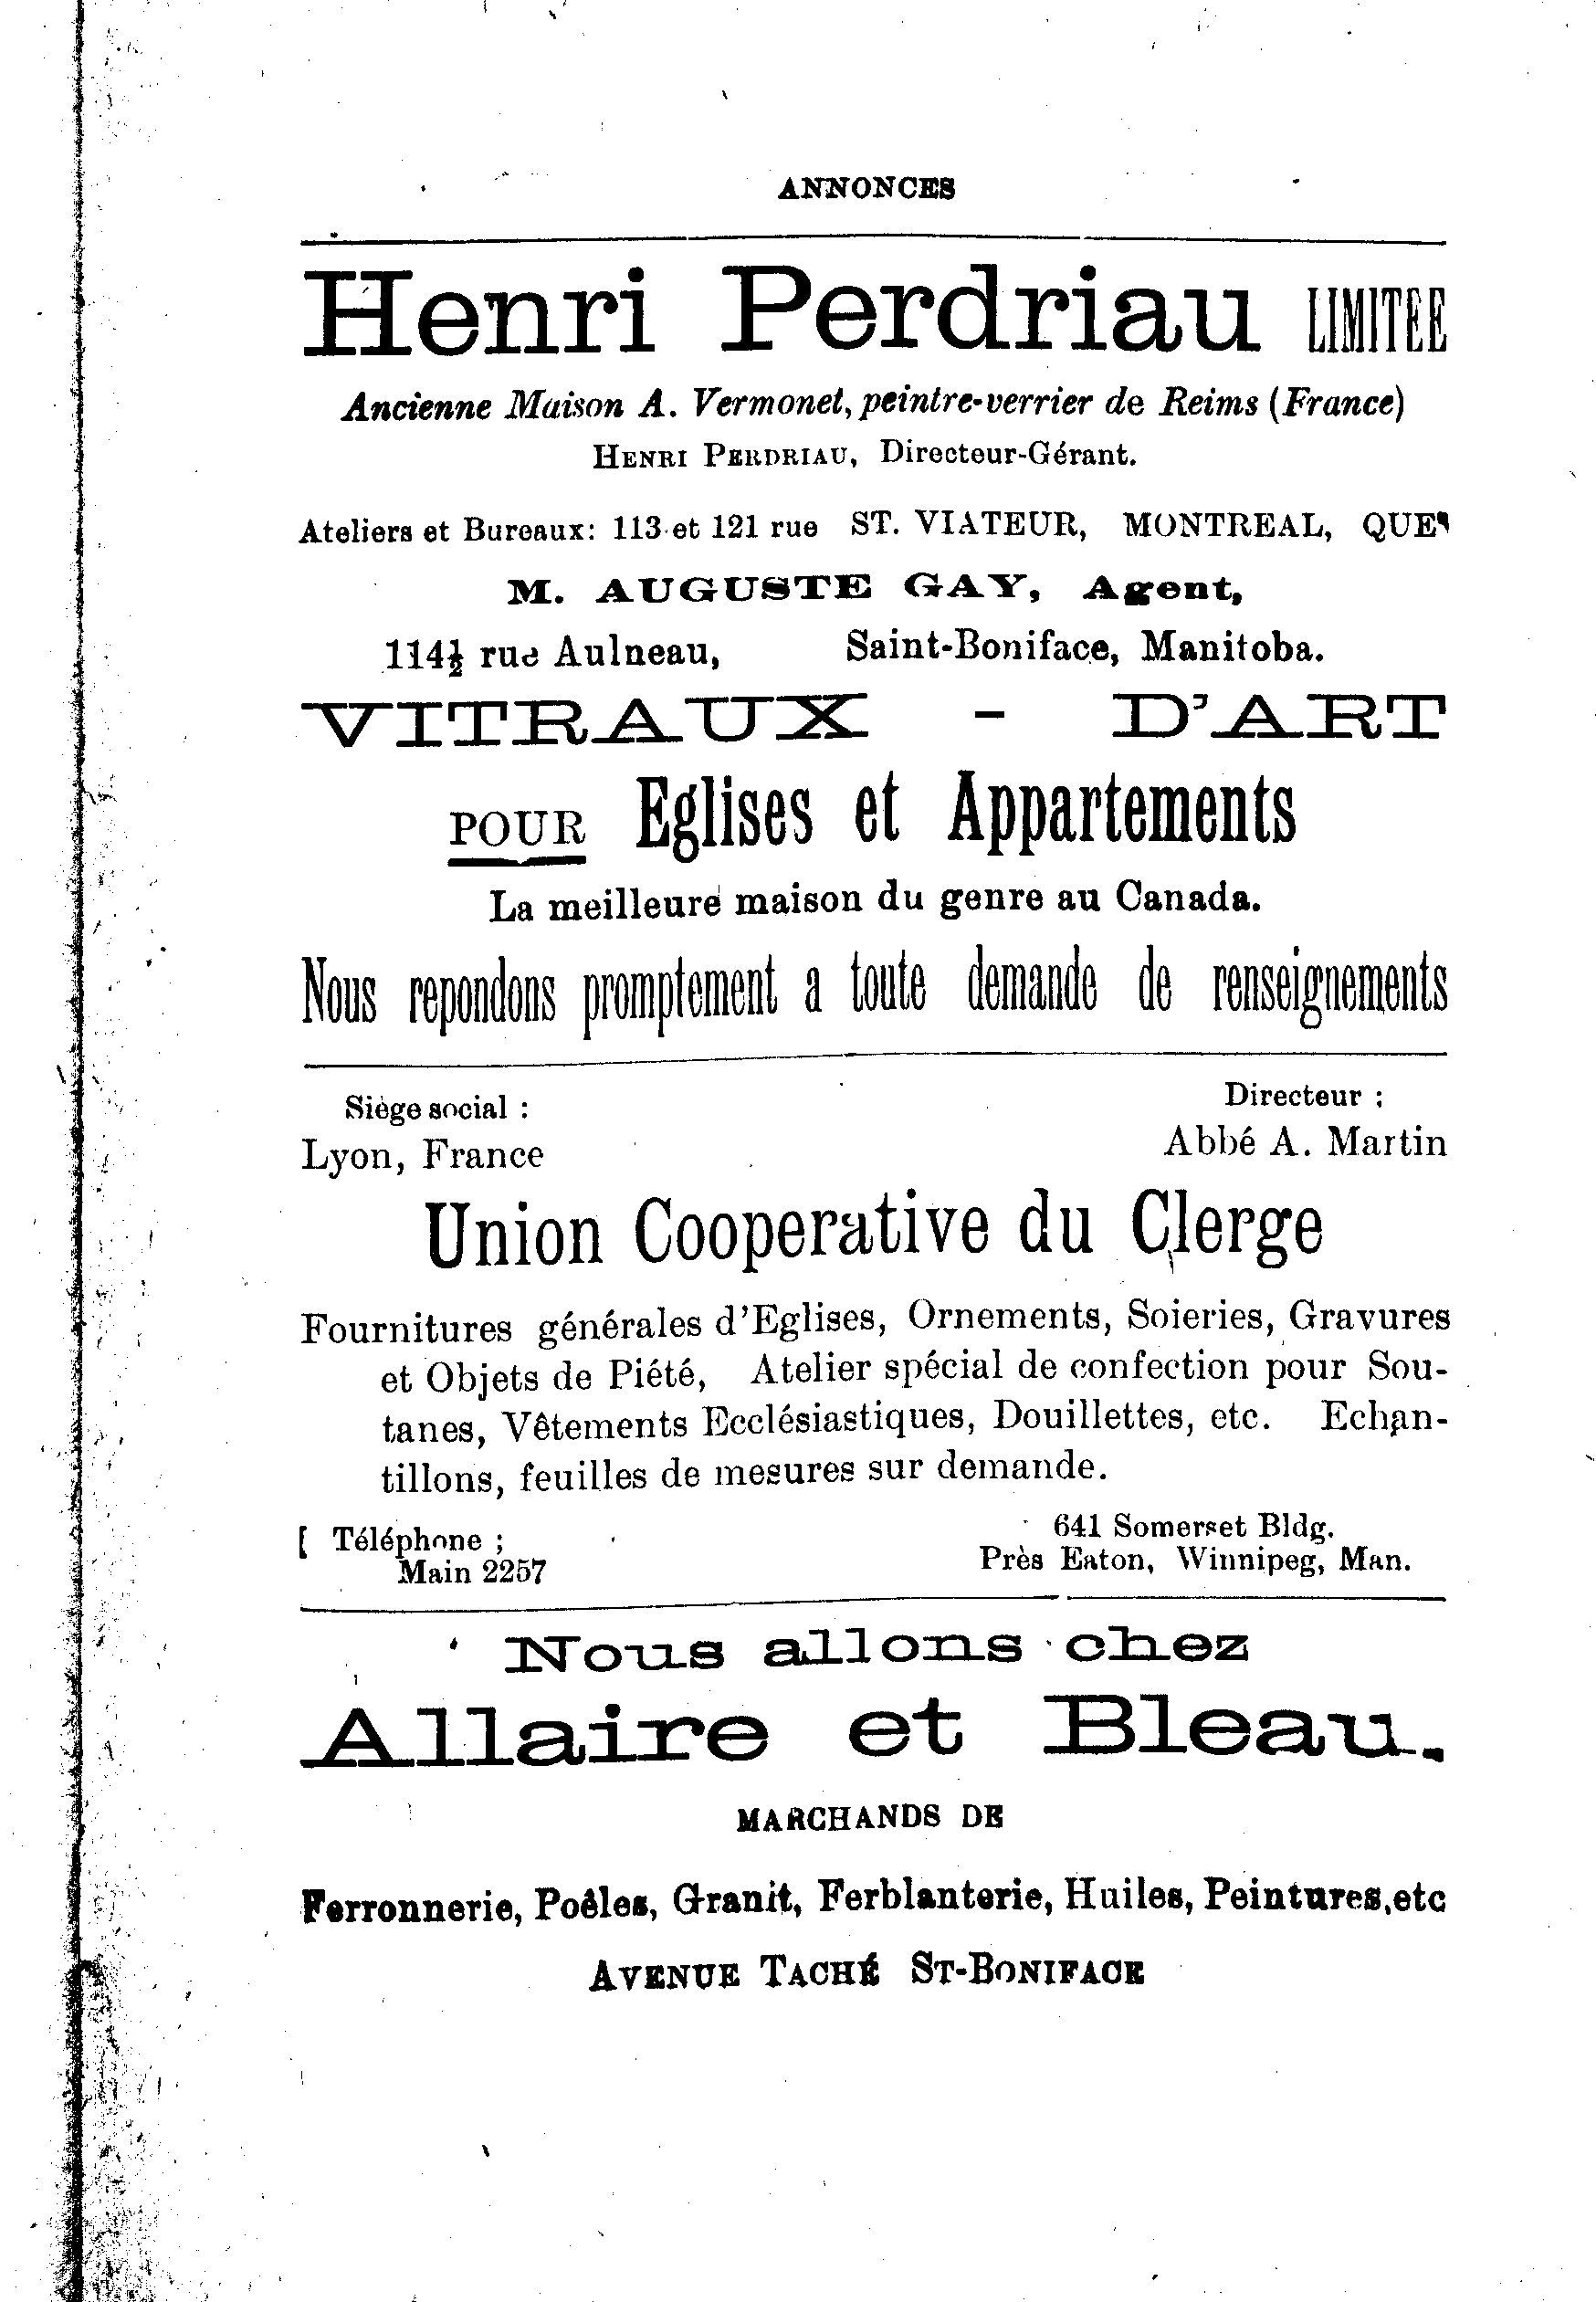 ANNONCES
Henri Perdriau LIMITEE
Ancienne Maison A. Vermonet, peintre-verrier de Reims (France)
HENRI PERDRIAU, Directeur-Gérant.
Ateliers et Bureaux: 113 et 121 rue ST. VIATEUR, MONTREAL, QUE
M. AUGUSTE GAY, Agent,
114½ rue Aulneau, Saint-Boniface, Manitoba.
VITRAUX - D'ART
POUR Eglises et Appartements
La meilleure maison du genre au Canada.
Nous repondons promptement a toute demande de renseignements
Siège social : Directeur :
Lyon, France Abbé A. Martin
Union Cooperative du Clerge
Fournitures générales d'Eglises, Ornements, Soieries, Gravures
et Objets de Piété, Atelier spécial de confection pour Sou-
tanes, Vêtements Ecclésiastiques, Douillettes, etc. Echan-
tillons, feuilles de mesures sur demande.
[ Téléphone ; 641 Somerset Bldg.
Main 2257 Près Eaton, Winnipeg, Man.
Nous allons chez
Allaire et Bleau.
MARCHANDS DE
Ferronnerie, Poêles, Granit, Ferblanterie, Huiles, Peintures,etc
AVENUE TACHÉ ST-BONIFACE